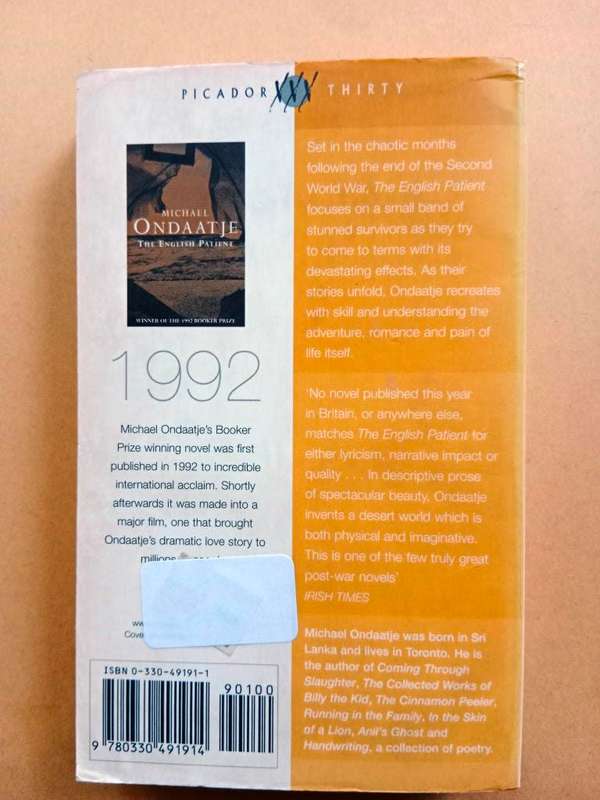 PICADOR XXX THIRTY
MICHAEL
ONDAATJE
THE ENGLISH PATIENT
WINNER OF THE 1992 BOOKER PRIZE
1992
Michael Ondaatje's Booker
Prize winning novel was first
published in 1992 to incredible
international acclaim. Shortly
afterwards it was made into a
major film, one that brought
Ondaatje's dramatic love story to
millions
ISBN 0-330-49191-1
90100
9 780330 491914
Set in the chaotic months
following the end of the Second
World War, The English Patient
focuses on a small band of
stunned survivors as they try
to come to terms with its
devastating effects. As their
stories unfold, Ondaatje recreates
with skill and understanding the
adventure, romance and pain of
life itself.
'No novel published this year
in Britain, or anywhere else,
matches The English Patient for
either lyricism, narrative impact or
quality . . . In descriptive prose
of spectacular beauty, Ondaatje
invents a desert world which is
both physical and imaginative.
This is one of the few truly great
post-war novels'
IRISH TIMES
Michael Ondaatje was born in Sri
Lanka and lives in Toronto. He is
the author of Coming Through
Slaughter, The Collected Works of
Billy the Kid, The Cinnamon Peeler,
Running in the Family, In the Skin
of a Lion, Anil's Ghost and
Handwriting, a collection of poetry.